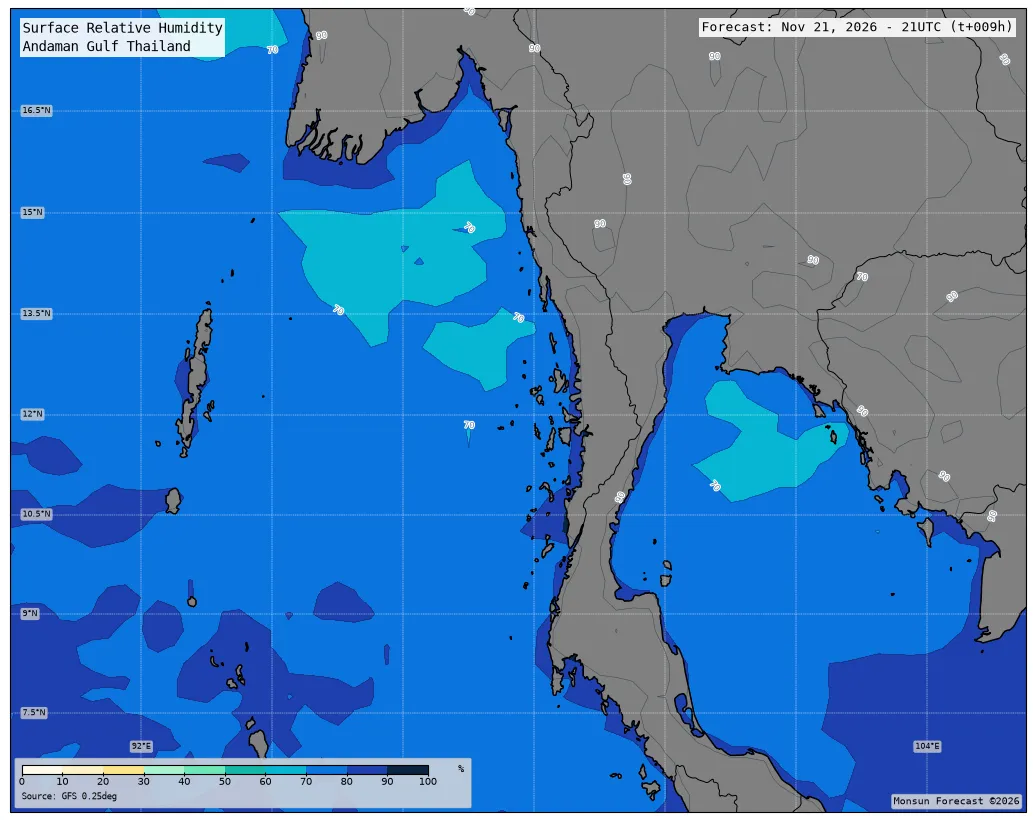 Surface Relative Humidity
Andaman Gulf Thailand
Forecast: Nov 21, 2026 - 21UTC (t+009h)
90
90
70
90
90
90
16.5°N
90
15°N
90
70
90
70
90
13.5°N
70
70
12°N
90
70
90
70
90
10.5°N
90
9°N
7.5°N
92°E
104°E
%
0 10 20 30 40 50 60 70 80 90 100
Source: GFS 0.25deg
Monsun Forecast ©2026